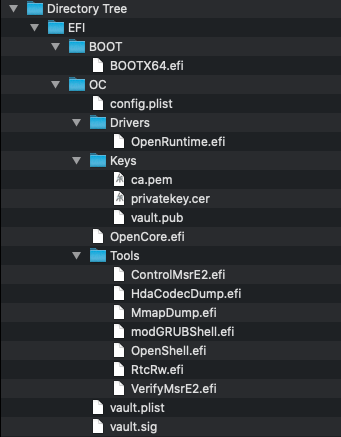 Directory Tree
EFI
BOOT
BOOTX64.efi
OC
config.plist
Drivers
OpenRuntime.efi
Keys
ca.pem
privatekey.cer
vault.pub
OpenCore.efi
Tools
ControlMsrE2.efi
HdaCodecDump.efi
MmapDump.efi
modGRUBShell.efi
OpenShell.efi
RtcRw.efi
VerifyMsrE2.efi
vault.plist
vault.sig